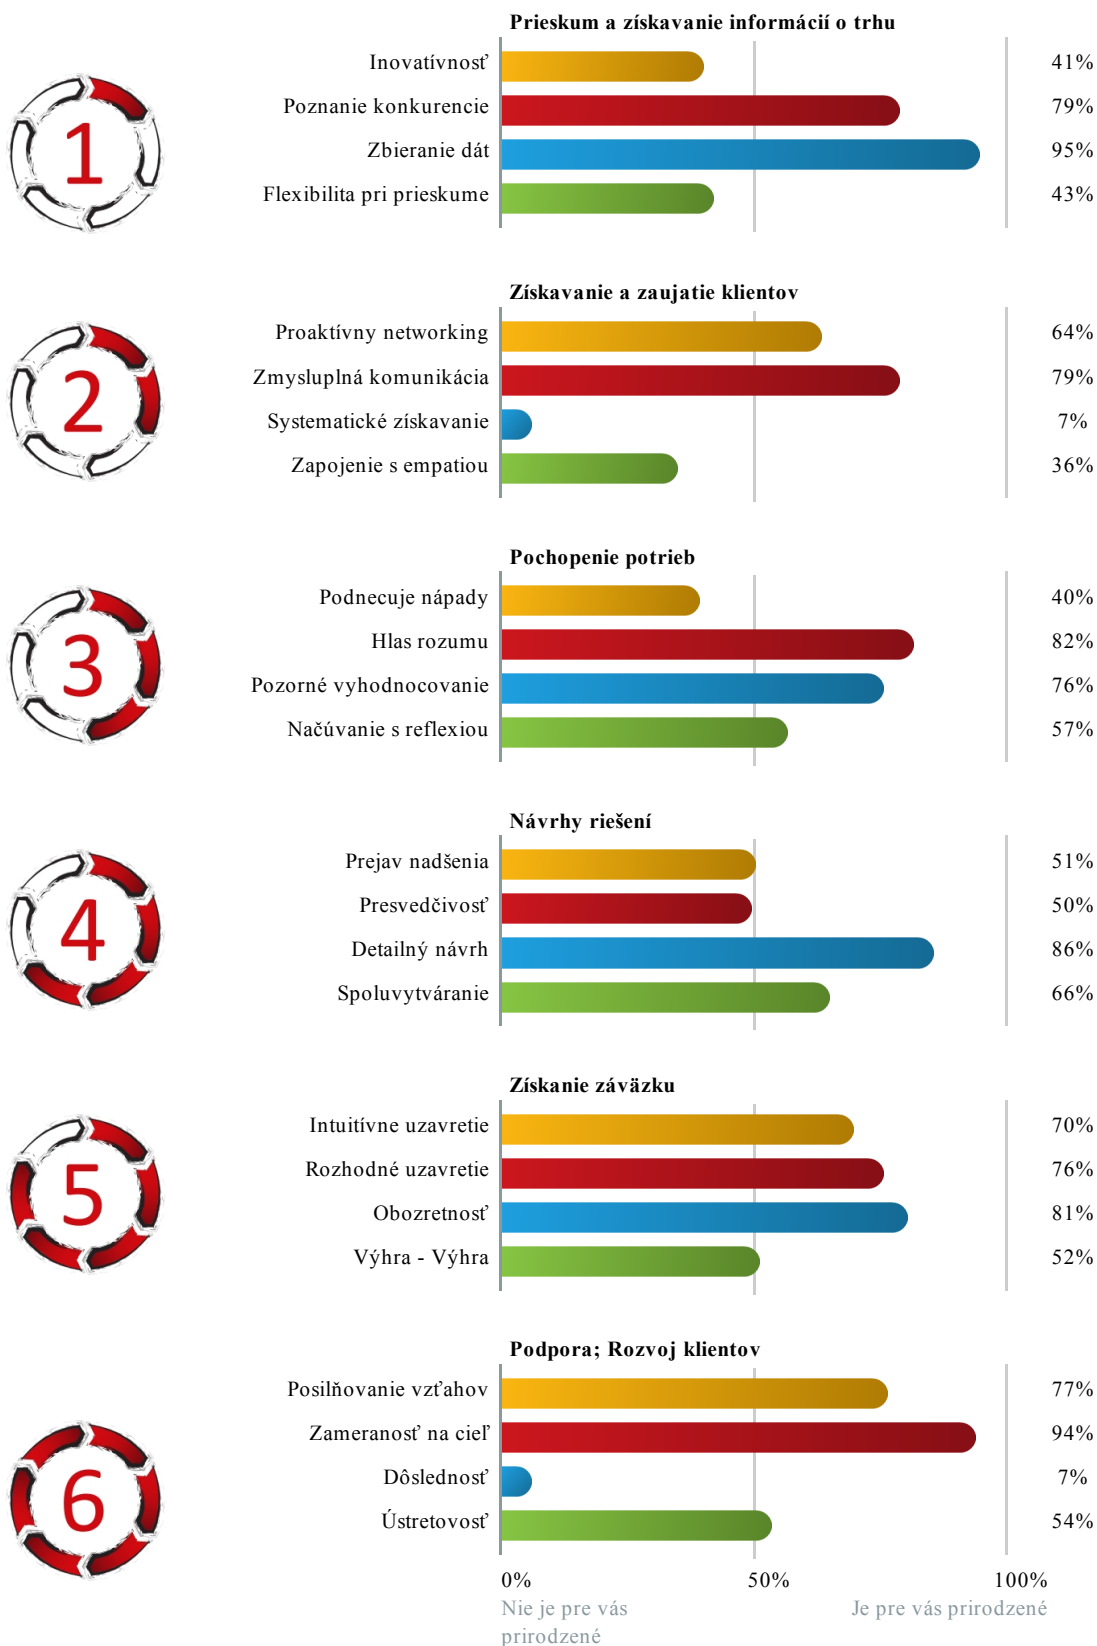 Prieskum a získavanie informácií o trhu
1
Inovatívnosť 41%
Poznanie konkurencie 79%
Zbieranie dát 95%
Flexibilita pri prieskume 43%
Získavanie a zaujatie klientov
2
Proaktívny networking 64%
Zmysluplná komunikácia 79%
Systematické získavanie 7%
Zapojenie s empatiou 36%
Pochopenie potrieb
3
Podnecuje nápady 40%
Hlas rozumu 82%
Pozorné vyhodnocovanie 76%
Načúvanie s reflexiou 57%
Návrhy riešení
4
Prejav nadšenia 51%
Presvedčivosť 50%
Detailný návrh 86%
Spoluvytváranie 66%
Získanie záväzku
5
Intuitívne uzavretie 70%
Rozhodné uzavretie 76%
Obozretnosť 81%
Výhra - Výhra 52%
Podpora; Rozvoj klientov
6
Posilňovanie vzťahov 77%
Zameranosť na cieľ 94%
Dôslednosť 7%
Ústretovosť 54%
0% 50% 100%
Nie je pre vás Je pre vás prirodzené
prirodzené